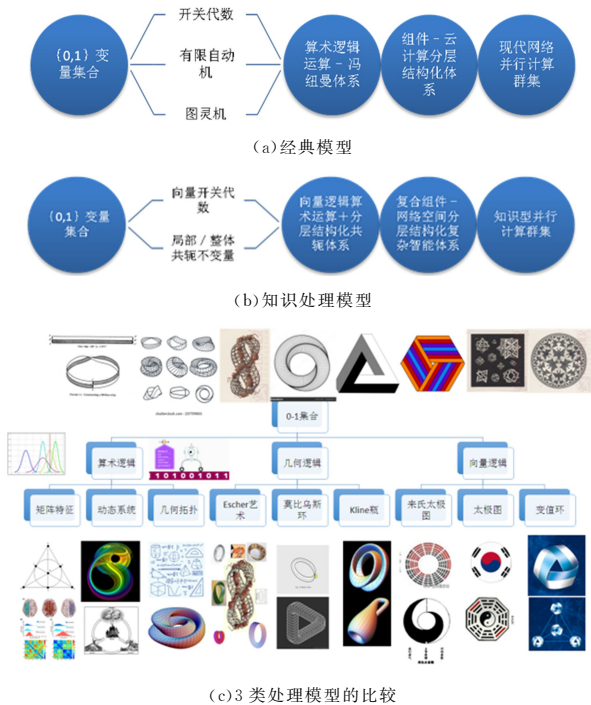 {0,1} 变
量集合
开关代数
有限自动
机
图灵机
算术逻辑
运算－冯
纽曼体系
组件－云
计算分层
结构化体
系
现代网络
并行计算
群集
(a)经典模型
{0,1} 变量
集合
向量开关代
数
局部／整体
共轭不变量
向量逻辑算
术运算＋分
层结构化共
轭体系
复合组件－
网络空间分
层结构化复
杂智能体系
知识型并行
计算群集
(b)知识处理模型
0-1集合
算术逻辑
几何逻辑
向量逻辑
101001011
矩阵特征
动态系统
几何拓扑
Escher艺
术
莫比乌斯
环
Kline瓶
来氏太极
图
太极图
变值环
(c)3类处理模型的比较